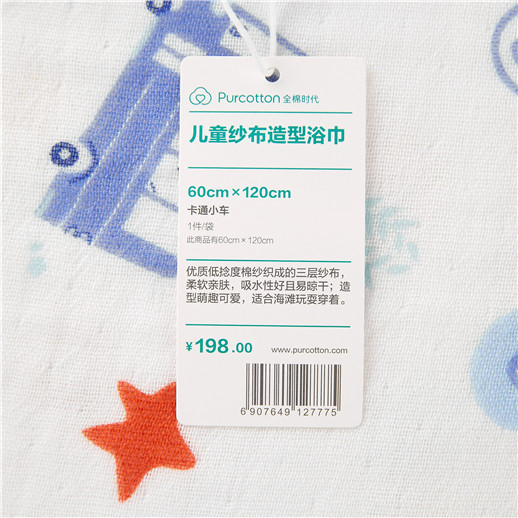 Purcotton 全棉时代
儿童纱布造型浴巾
60cm×120cm
卡通小车
1件/袋
此商品有60cm×120cm
优质低捻度棉纱织成的三层纱布，
柔软亲肤，吸水性好且易晾干；造
型萌趣可爱，适合海滩玩耍穿着。
¥198.00 www.purcotton.com
6 907649 127775